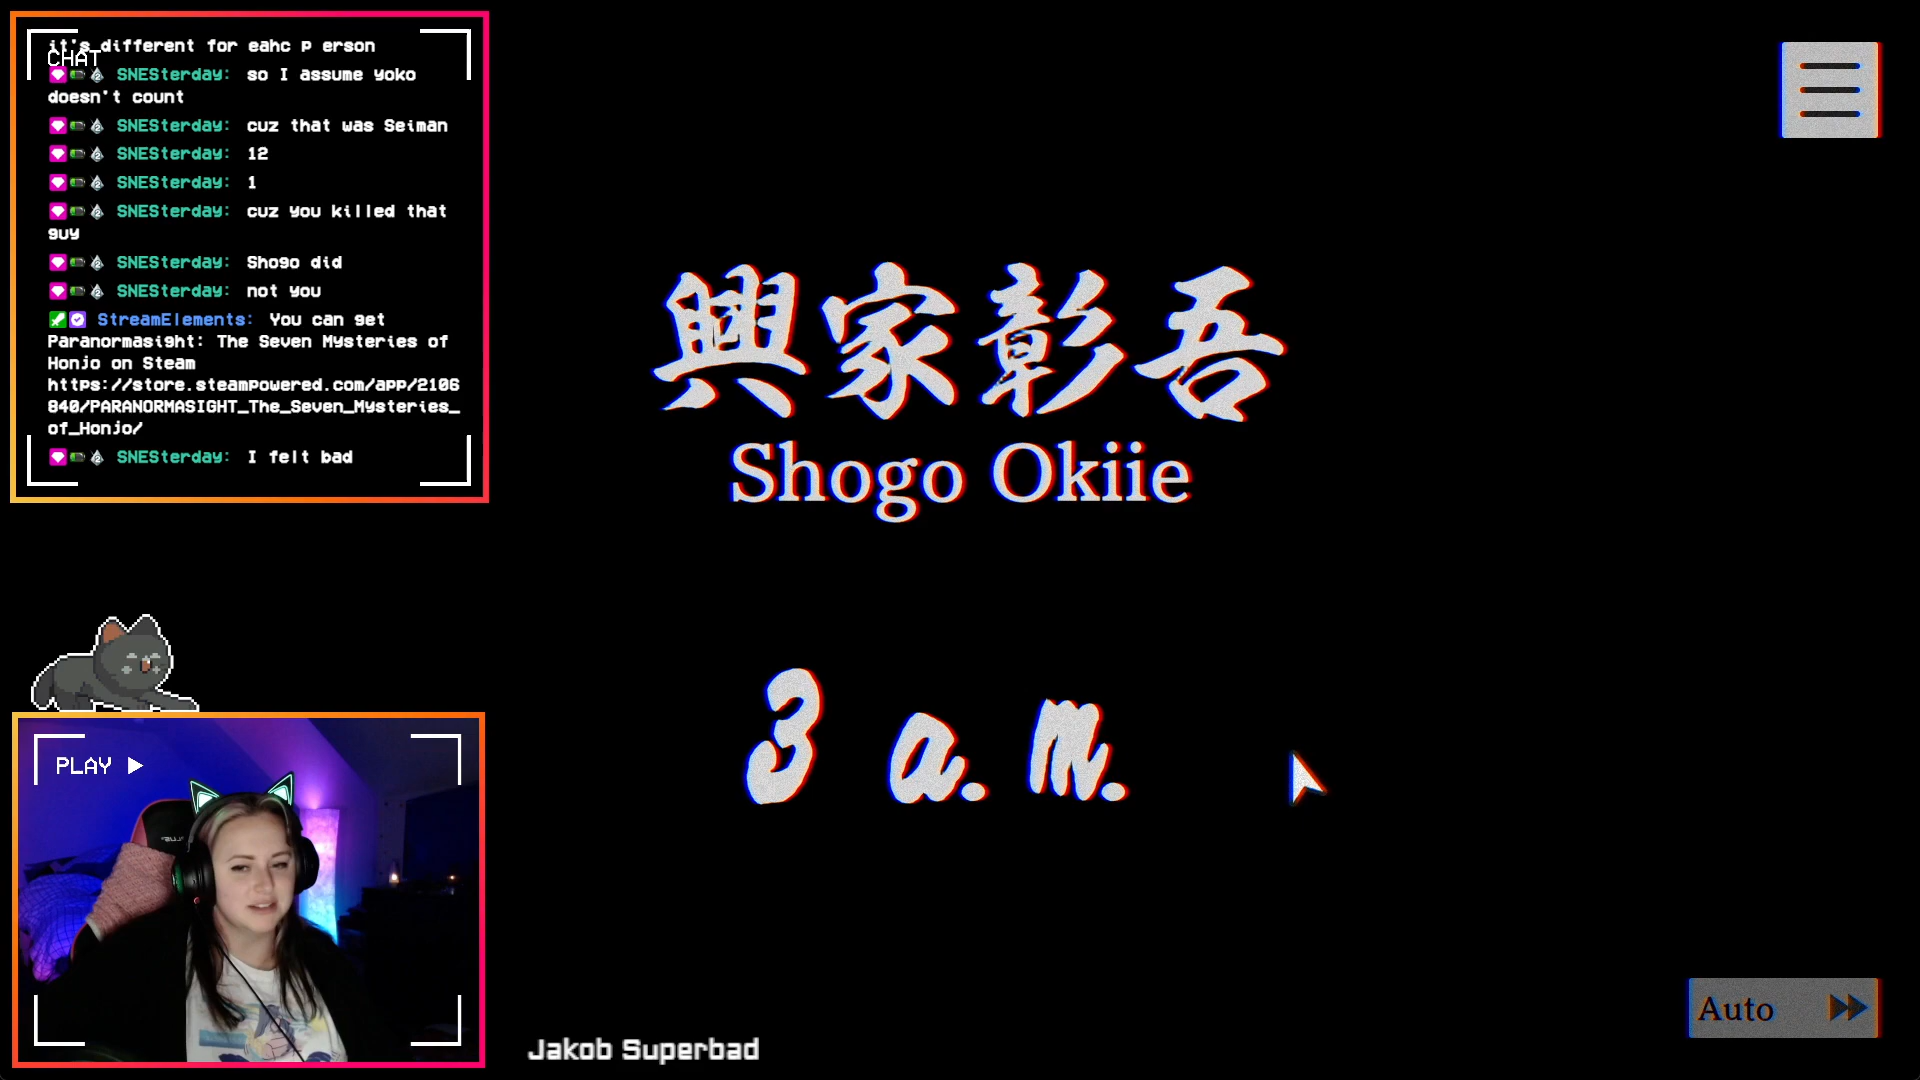 it's different for eahc p erson
CHAT
SNESterday: so I assume yoko
doesn't count
SNESterday: cuz that was Seiman
SNESterday: 12
SNESterday: 1
SNESterday: cuz you killed that
guy
SNESterday: Shogo did
SNESterday: not you
StreamElements: You can get
Paranormasight: The Seven Mysteries of
Honjo on Steam
https://store.steampowered.com/app/2106
840/PARANORMASIGHT_The_Seven_Mysteries_
of_Honjo/
SNESterday: I felt bad
興家彰吾
Shogo Okiie
3 a.m.
PLAY
Auto
Jakob Superbad